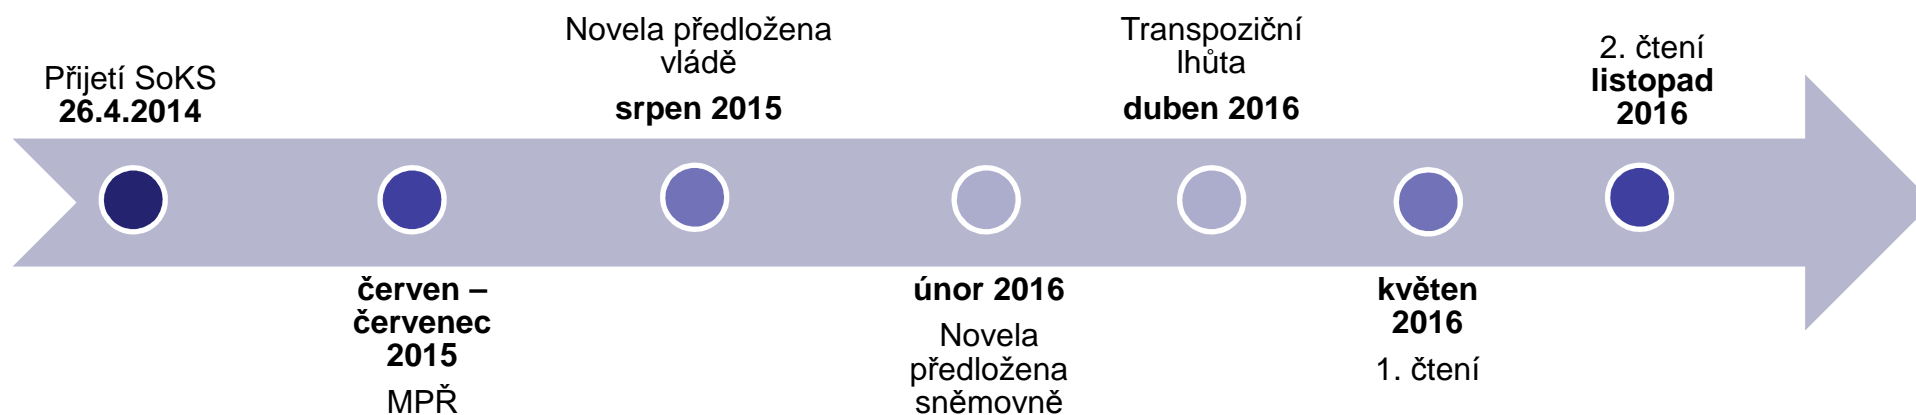 Přijetí SoKS
26.4.2014
červen –
červenec
2015
MPŘ
Novela předložena
vládě
srpen 2015
únor 2016
Novela
předložena
sněmovně
Transpoziční
lhůta
duben 2016
květen
2016
1. čtení
2. čtení
listopad
2016